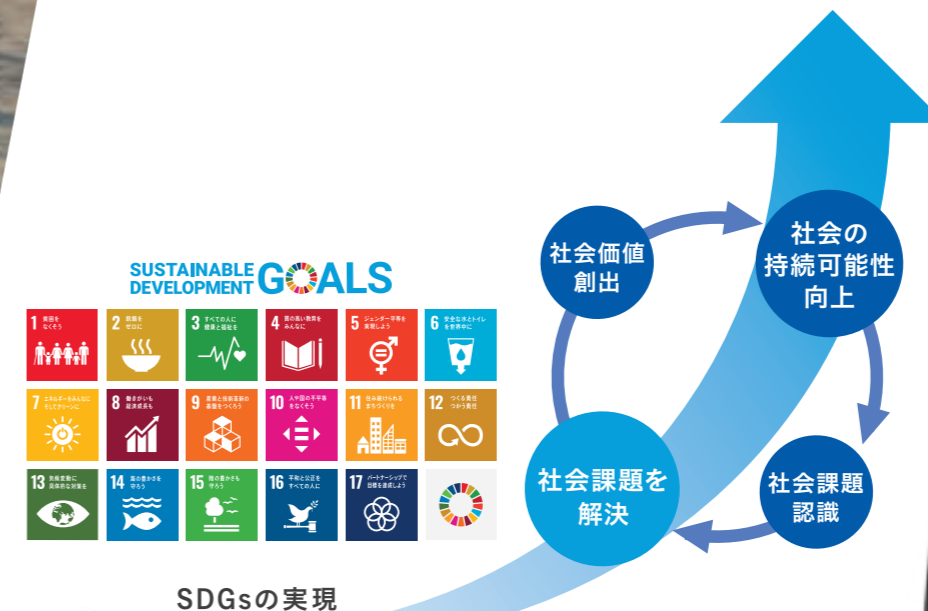 SUSTAINABLE
DEVELOPMENT
GOALS
1 貧困を
なくそう
2 飢餓を
ゼロに
3 すべての人に
健康と福祉を
4 質の高い教育を
みんなに
5 ジェンダー平等を
実現しよう
6 安全な水とトイレ
を世界中に
7 エネルギーをみんなに
そしてクリーンに
8 働きがいも
経済成長も
9 産業と技術革新の
基盤をつくろう
10 人や国の不平等
をなくそう
11 住み続けられる
まちづくりを
12 つくる責任
つかう責任
13 気候変動に
具体的な対策を
14 海の豊かさを
守ろう
15 陸の豊かさも
守ろう
16 平和と公正を
すべての人に
17 パートナーシップで
目標を達成しよう
SDGsの実現
社会価値
創出
社会の
持続可能性
向上
社会課題
認識
社会課題を
解決